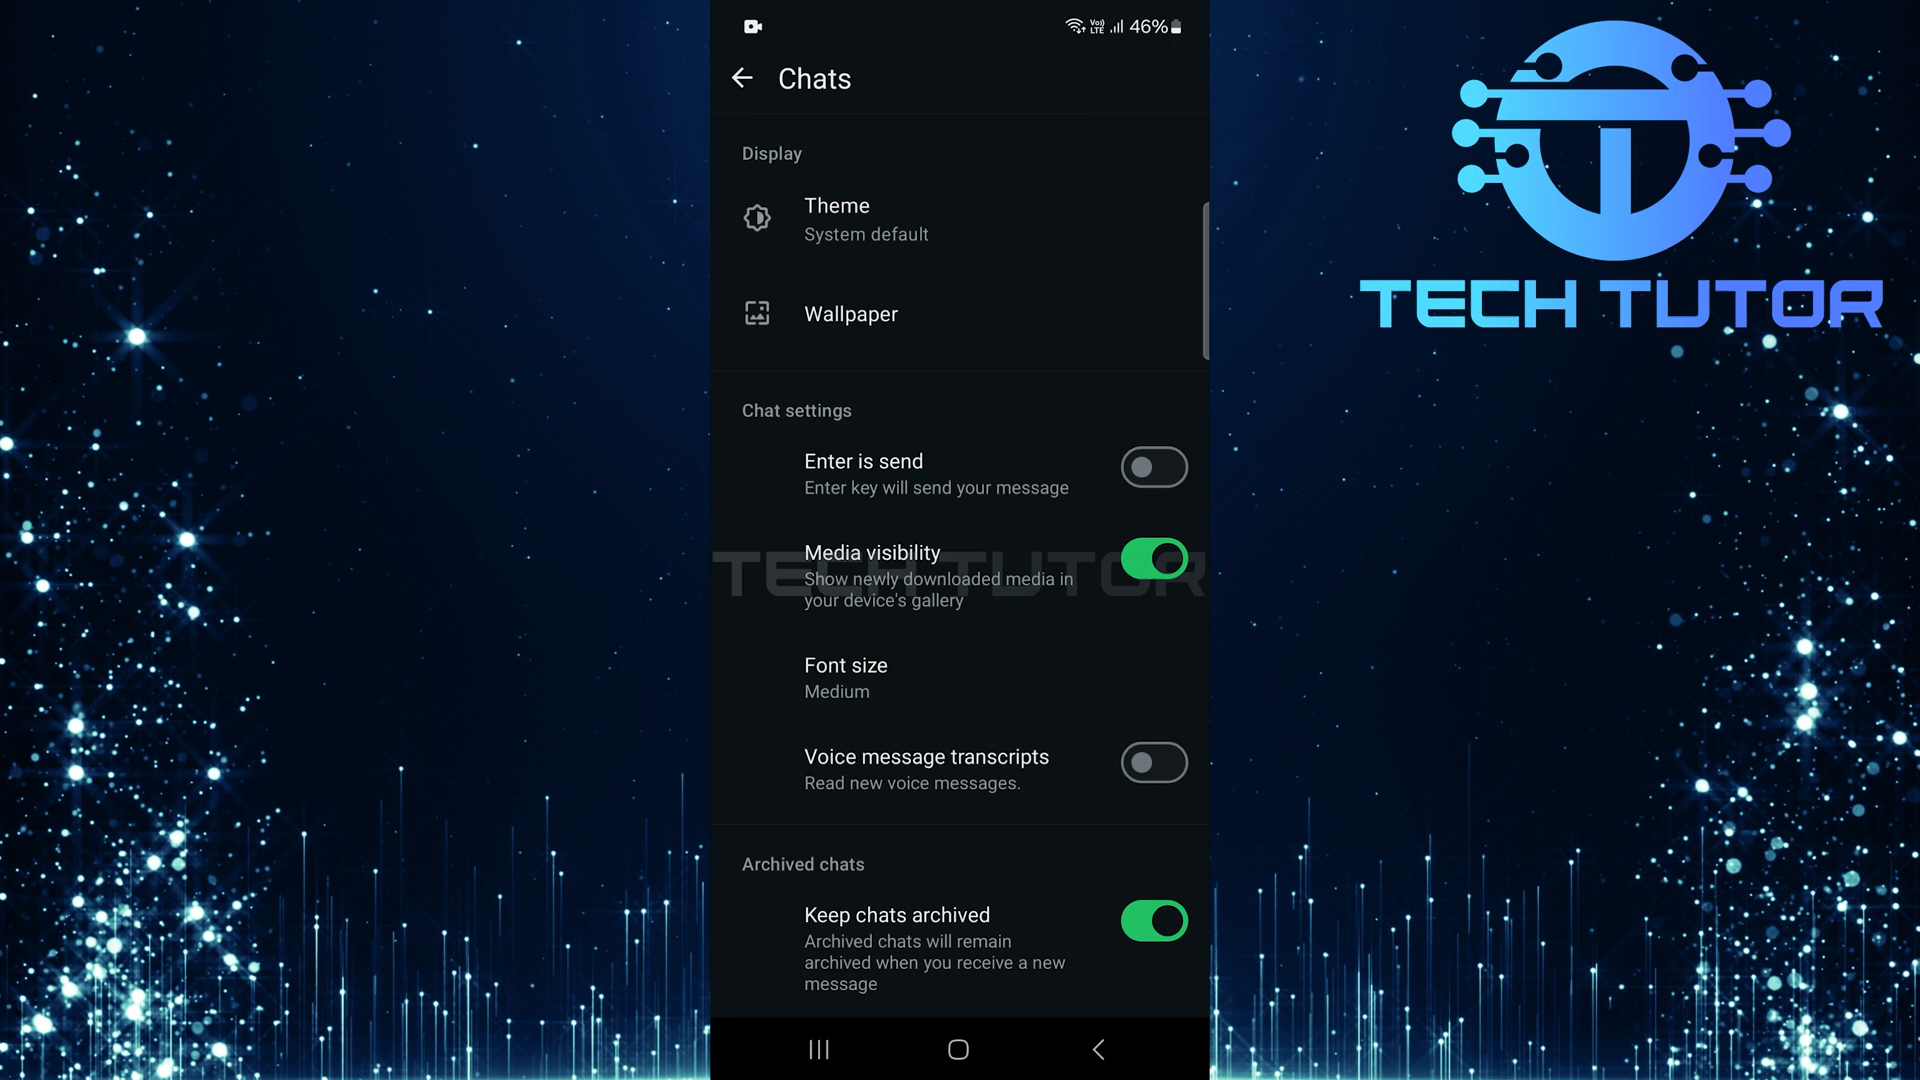 Vo))
LTE
46%
Chats
Display
Theme
System default
Wallpaper
Chat settings
Enter is send
Enter key will send your message
Media visibility
Show newly downloaded media in
your device's gallery
Font size
Medium
Voice message transcripts
Read new voice messages.
Archived chats
Keep chats archived
Archived chats will remain
archived when you receive a new
message
TECH TUTOR
TECH TUTOR